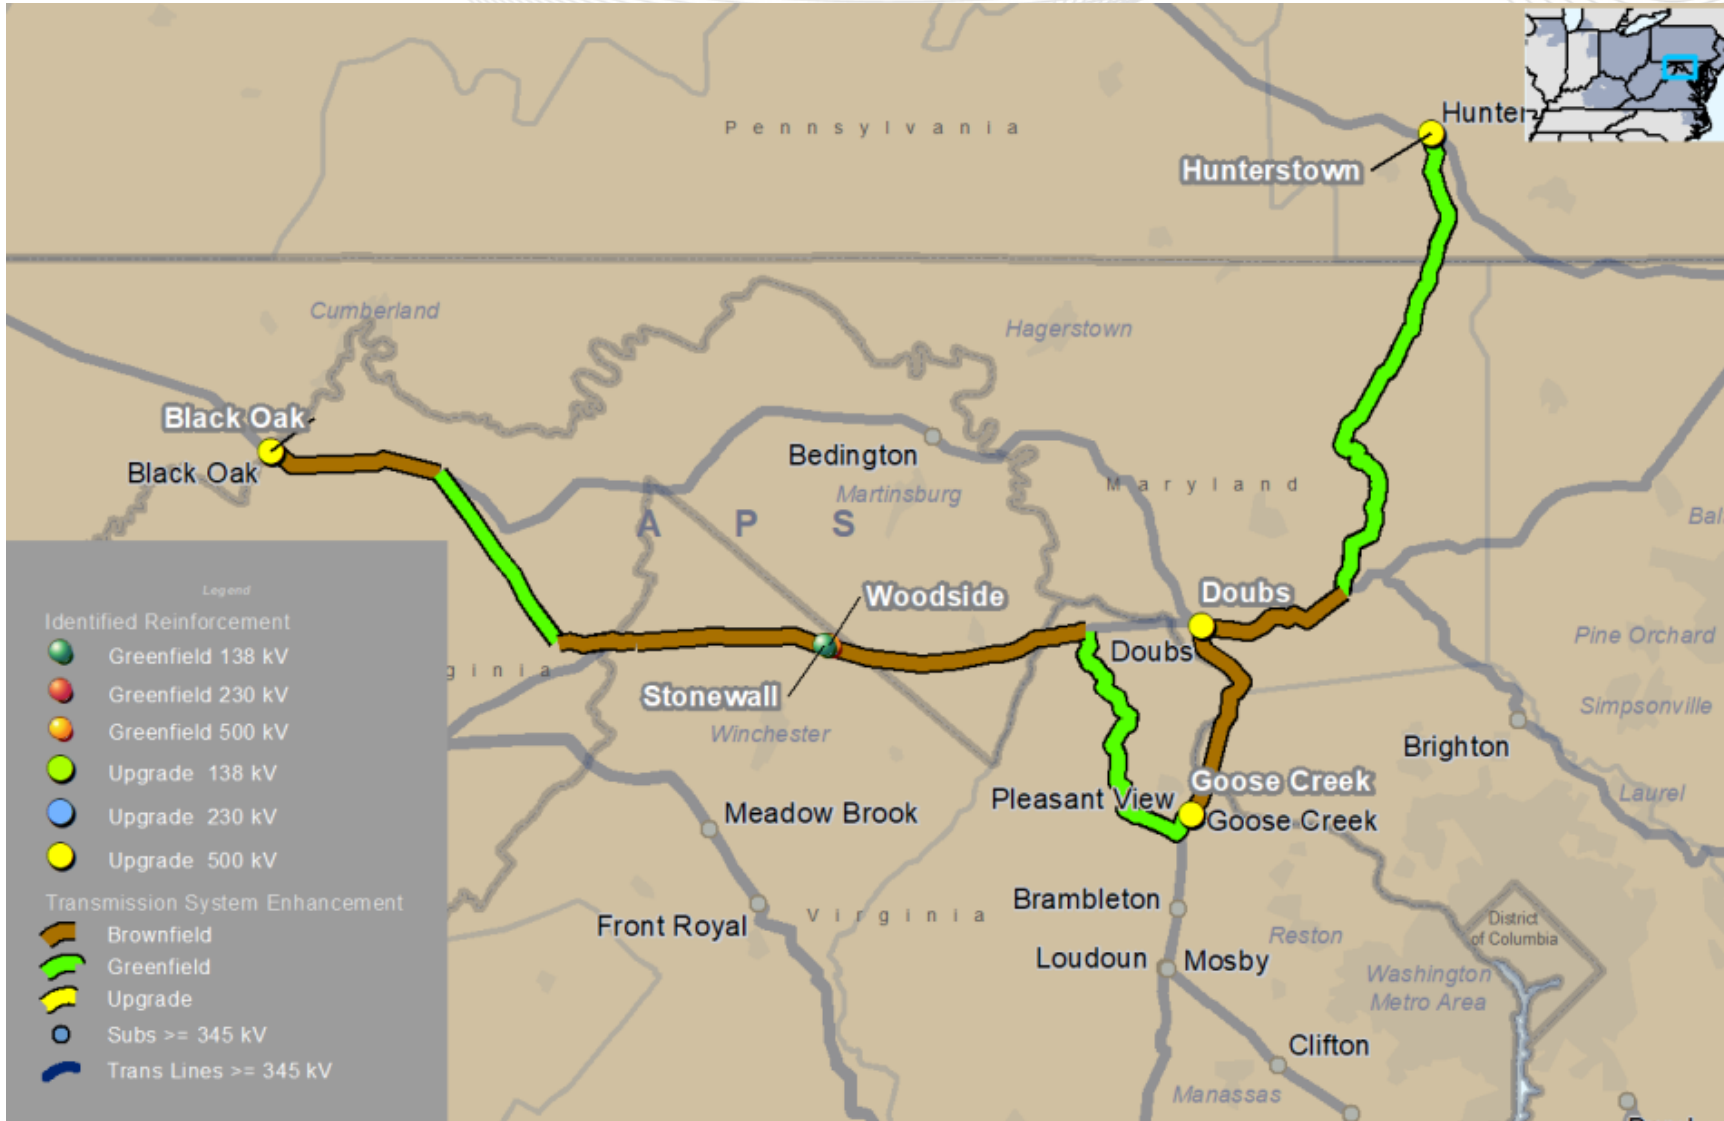 Pennsylvania
Hunter
Hunterstown
Cumberland
Hagerstown
Black Oak
Black Oak
Bedington
Martinsburg
Maryland
A P S
Woodside
Doubs
Doubs
Stonewall
Winchester
ginia
Pine Orchard
Simpsonville
Brighton
Laurel
Goose Creek
Pleasant View
Goose Creek
Meadow Brook
Front Royal
Virginia
Brambleton
Loudoun
Mosby
Reston
District
of Columbia
Washington
Metro Area
Clifton
Manassas
Legend
Identified Reinforcement
Greenfield 138 kV
Greenfield 230 kV
Greenfield 500 kV
Upgrade 138 kV
Upgrade 230 kV
Upgrade 500 kV
Transmission System Enhancement
Brownfield
Greenfield
Upgrade
Subs >= 345 kV
Trans Lines >= 345 kV